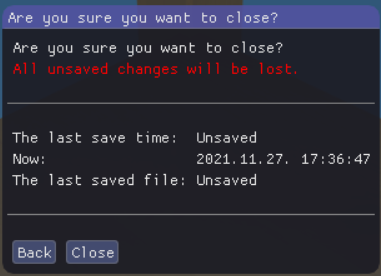 Are you sure you want to close?
Are you sure you want to close?
All unsaved changes will be lost.
The last save time: Unsaved
Now: 2021.11.27. 17:36:47
The last saved file: Unsaved
Back Close